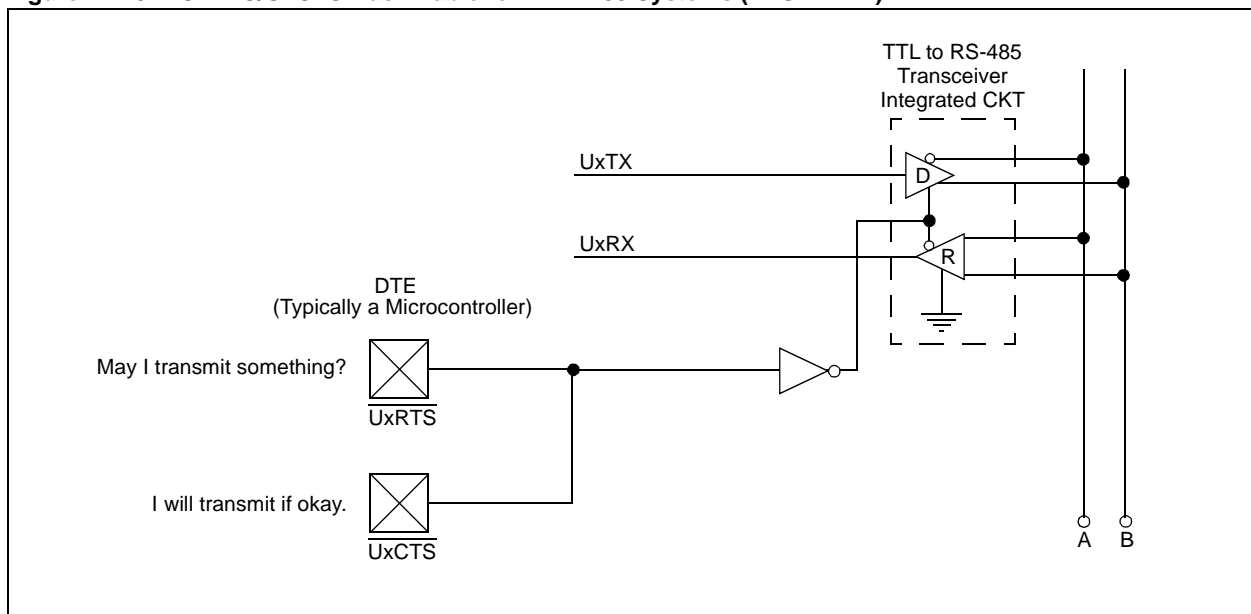 TTL to RS-485
Transceiver
Integrated CKT
UxTX
D
UxRX
R
DTE
(Typically a Microcontroller)
May I transmit something?
UxRTS
I will transmit if okay.
UxCTS
A B